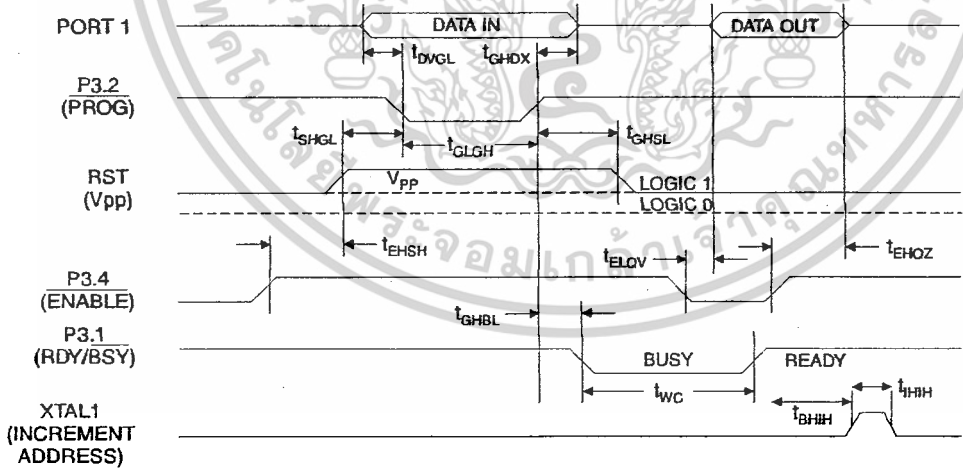 PORT 1
DATA IN
DATA OUT
tDVGL
tGHDX
P3.2
(PROG)
tSHGL
tGLGH
tGHSL
RST
(Vpp)
VPP
LOGIC 1
LOGIC 0
tEHSH
tELQV
tEHQZ
P3.4
(ENABLE)
tGHBL
P3.1
(RDY/BSY)
BUSY
READY
tWC
tBHIH
tIHIH
XTAL1
(INCREMENT
ADDRESS)